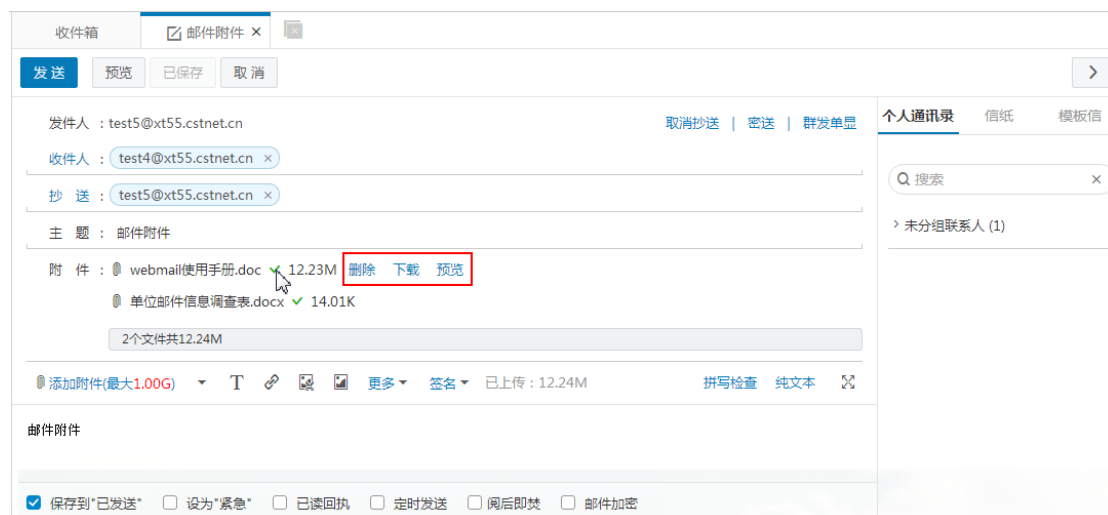 收件箱 邮件附件 ×
发送 预览 已保存 取消 >
发件人 : test5@xt55.cstnet.cn 取消抄送 | 密送 | 群发单显
个人通讯录 信纸 模板信
收件人 : test4@xt55.cstnet.cn ×
搜索 ×
抄 送 : test5@xt55.cstnet.cn ×
未分组联系人 (1)
主 题 : 邮件附件
附 件 : webmail使用手册.doc 12.23M 删除 下载 预览
单位邮件信息调查表.docx 14.01K
2个文件共12.24M
添加附件(最大1.00G) T 更多 签名 已上传 : 12.24M 拼写检查 纯文本
邮件附件
保存到"已发送" 设为"紧急" 已读回执 定时发送 阅后即焚 邮件加密